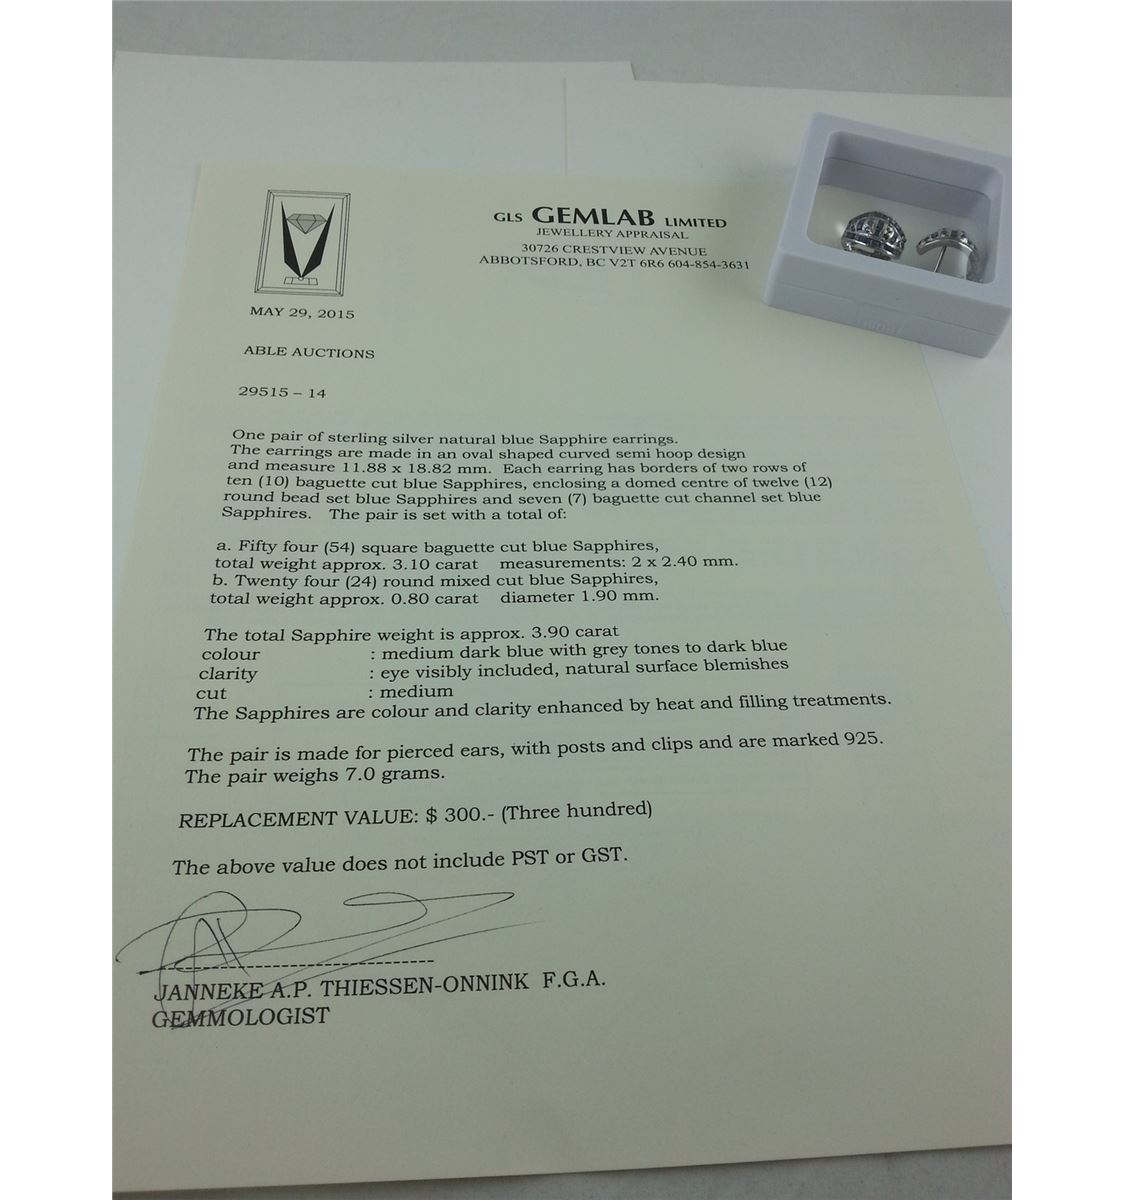 GLS GEMLAB LIMITED
JEWELLERY APPRAISAL
30726 CRESTVIEW AVENUE
ABBOTSFORD, BC V2T 6R6 604-854-3631
MAY 29, 2015
ABLE AUCTIONS
29515 – 14
One pair of sterling silver natural blue Sapphire earrings.
The earrings are made in an oval shaped curved semi hoop design
and measure 11.88 x 18.82 mm. Each earring has borders of two rows of
ten (10) baguette cut blue Sapphires, enclosing a domed centre of twelve (12)
round bead set blue Sapphires and seven (7) baguette cut channel set blue
Sapphires. The pair is set with a total of:
a. Fifty four (54) square baguette cut blue Sapphires,
total weight approx. 3.10 carat measurements: 2 x 2.40 mm.
b. Twenty four (24) round mixed cut blue Sapphires,
total weight approx. 0.80 carat diameter 1.90 mm.
The total Sapphire weight is approx. 3.90 carat
colour : medium dark blue with grey tones to dark blue
clarity : eye visibly included, natural surface blemishes
cut : medium
The Sapphires are colour and clarity enhanced by heat and filling treatments.
The pair is made for pierced ears, with posts and clips and are marked 925.
The pair weighs 7.0 grams.
REPLACEMENT VALUE: $ 300.- (Three hundred)
The above value does not include PST or GST.
JANNEKE A.P. THIESSEN-ONNINK F.G.A.
GEMMOLOGIST